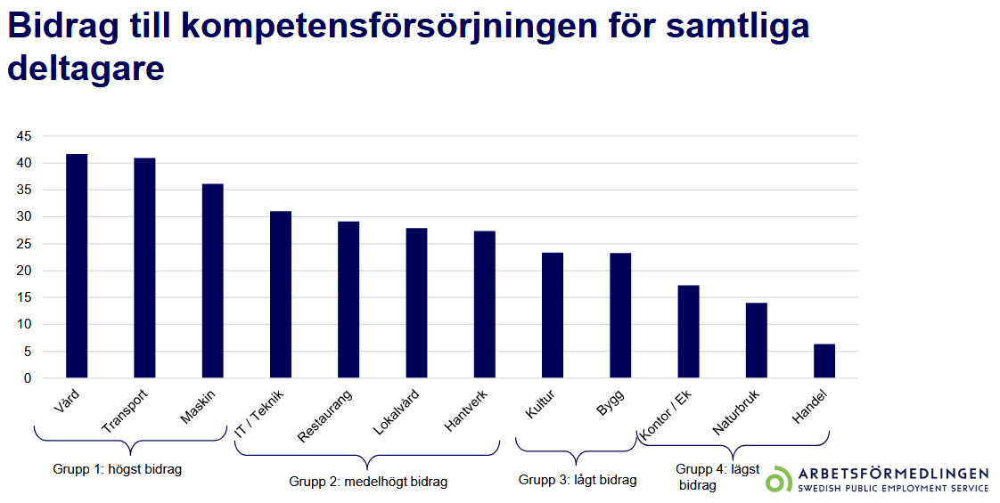 Bidrag till kompetensförsörjningen för samtliga
deltagare
45
40
35
30
25
20
15
10
5
0
Vård
Transport
Maskin
IT / Teknik
Restaurang
Lokalvård
Hantverk
Kultur
Bygg
Kontor / Ek
Naturbruk
Handel
Grupp 1: högst bidrag
Grupp 2: medelhögt bidrag
Grupp 3: lågt bidrag
Grupp 4: lägst
bidrag
ARBETSFÖRMEDLINGEN
SWEDISH PUBLIC EMPLOYMENT SERVICE